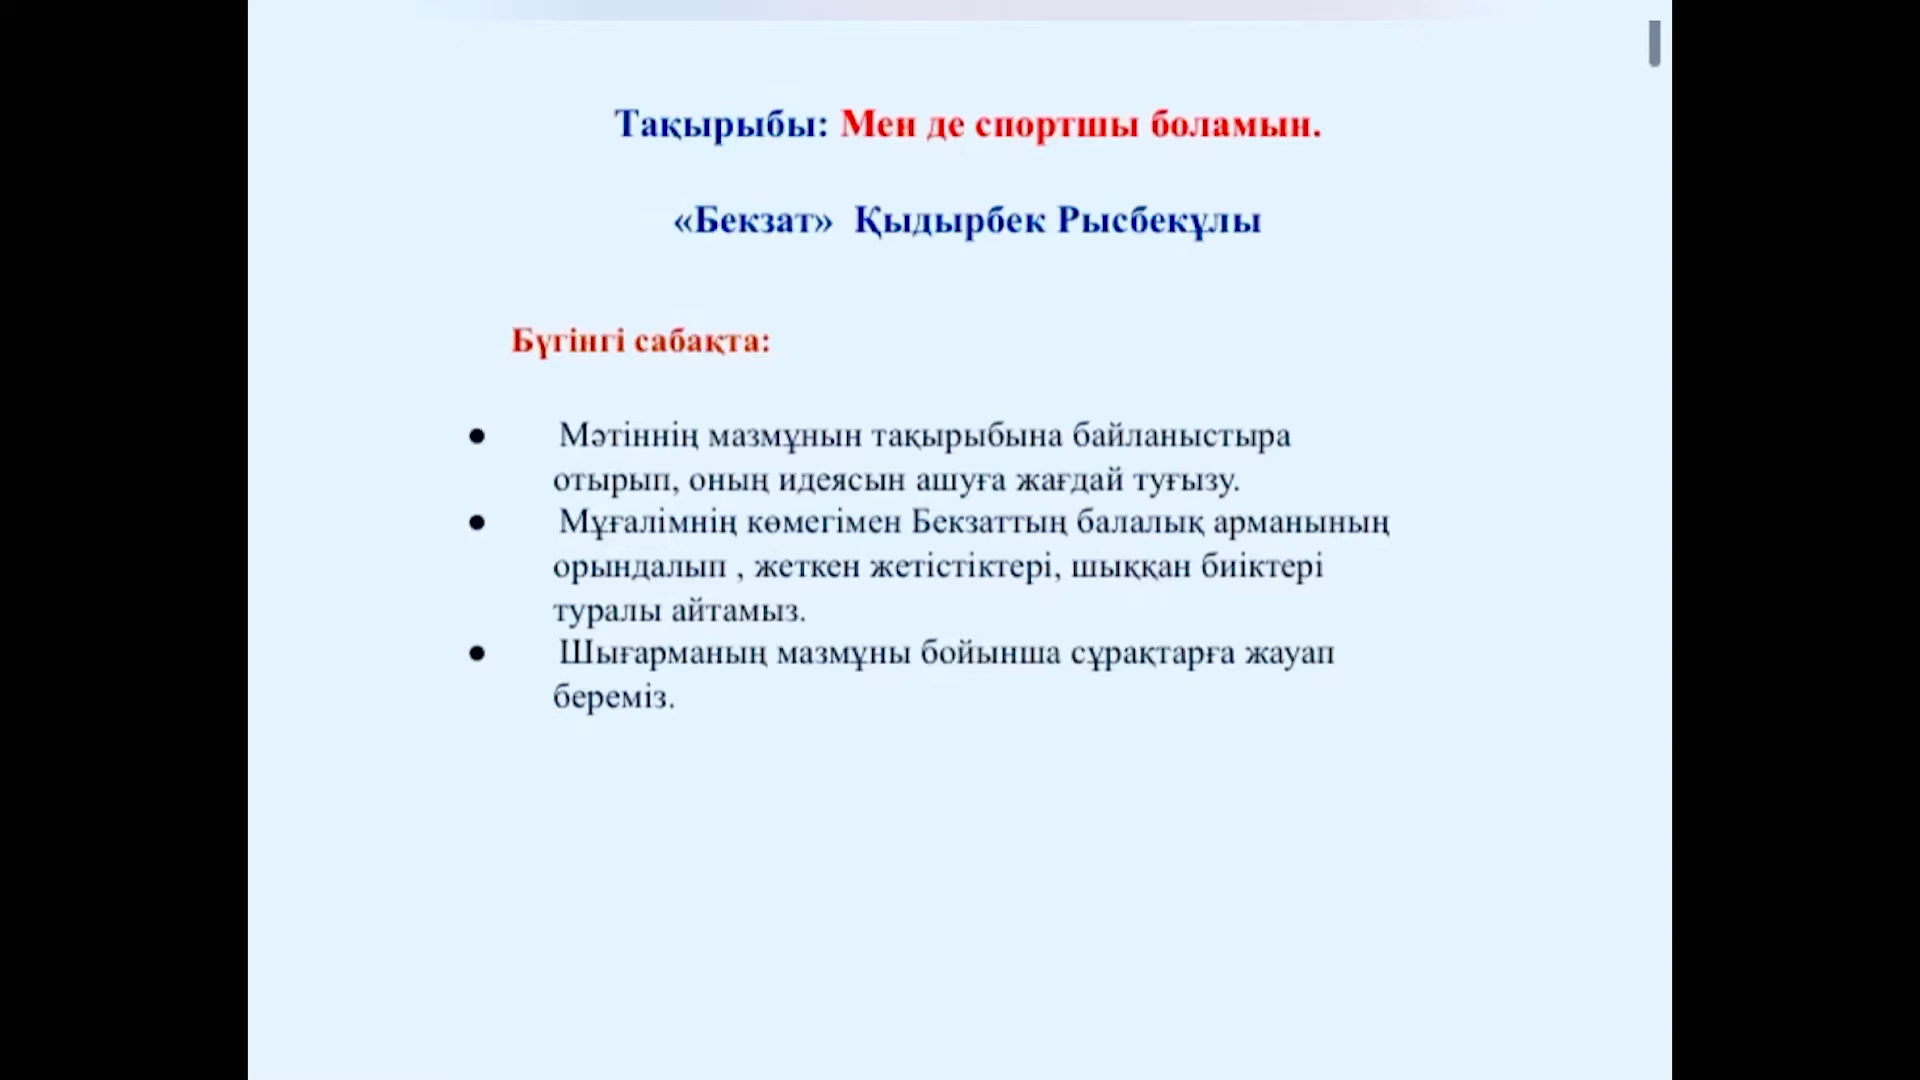 Тақырыбы: Мен де спортшы боламын.
«Бекзат» Қыдырбек Рысбекұлы
Бүгінгі сабақта:
● Мәтіннің мазмұнын тақырыбына байланыстыра
отырып, оның идеясын ашуға жағдай туғызу.
● Мұғалімнің көмегімен Бекзаттың балалық арманының
орындалып , жеткен жетістіктері, шыққан биіктері
туралы айтамыз.
● Шығарманың мазмұны бойынша сұрақтарға жауап
береміз.